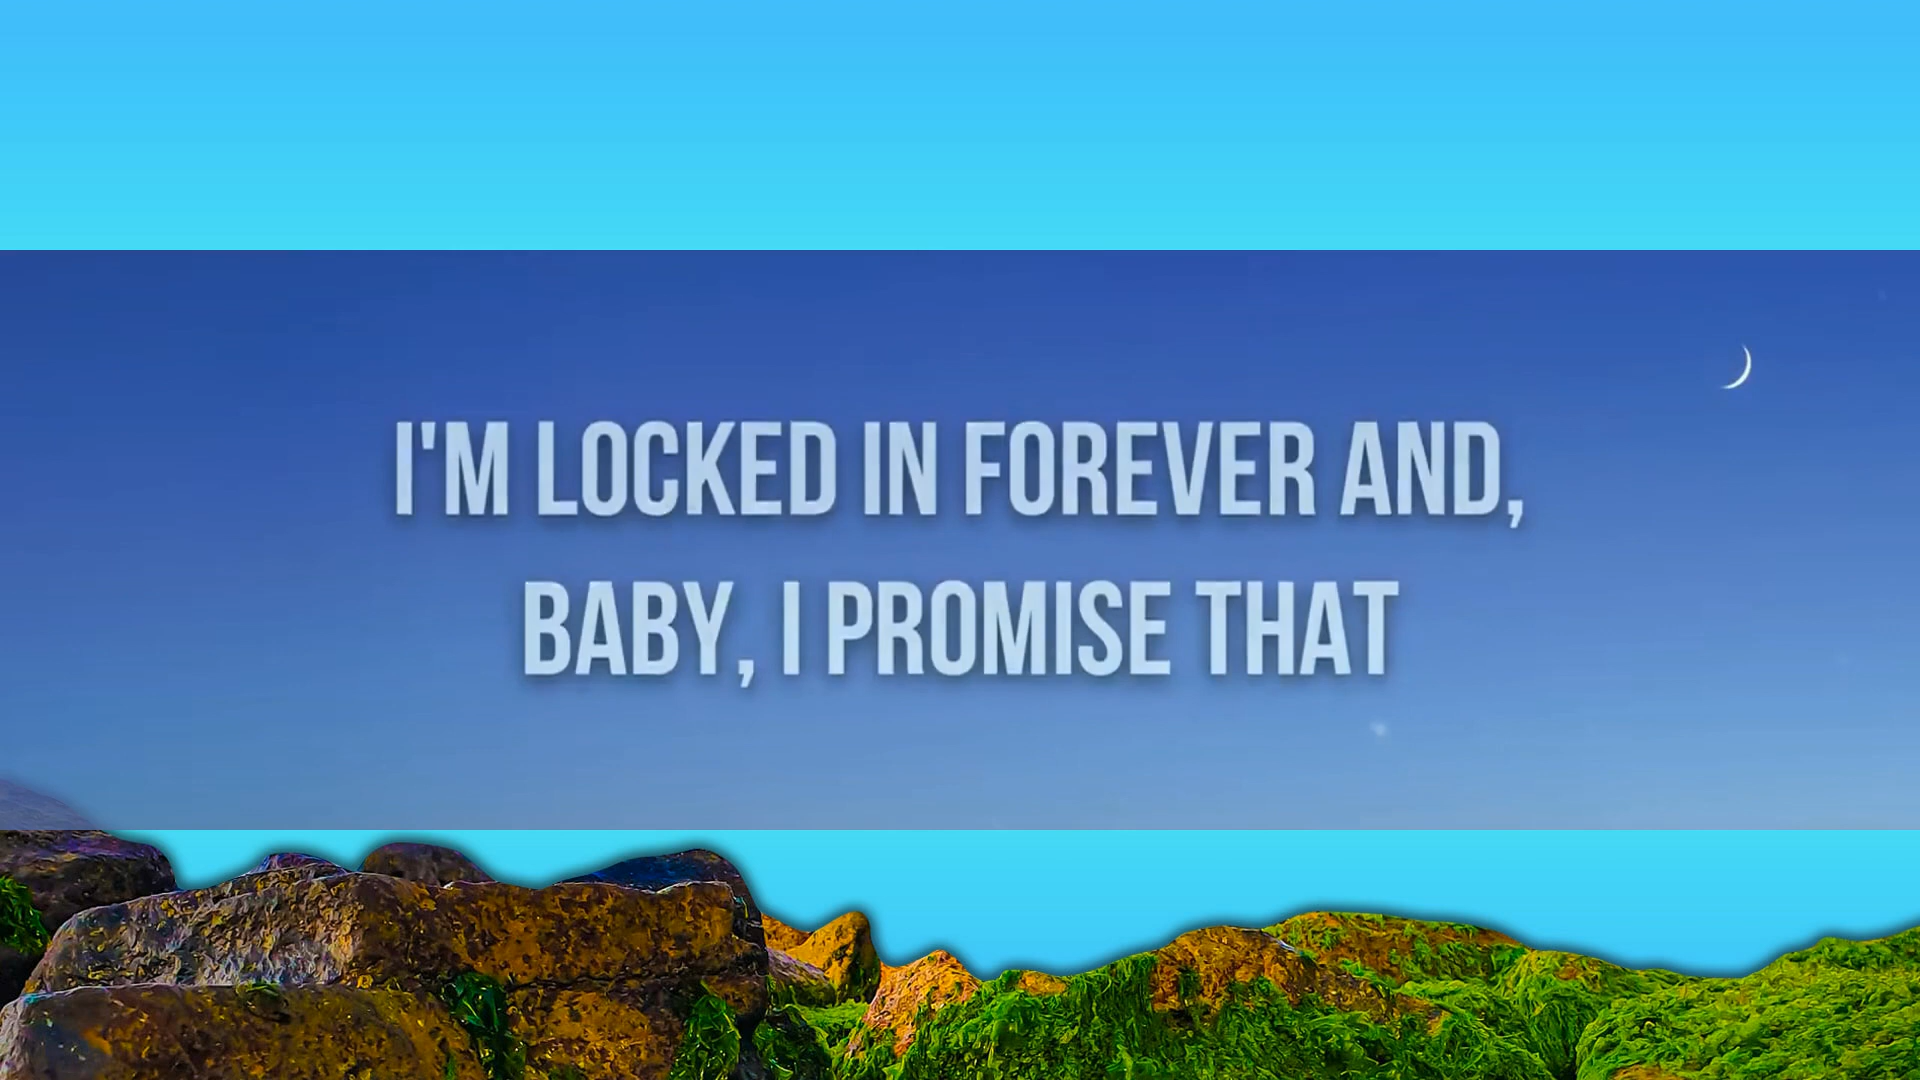 I'M LOCKED IN FOREVER AND,
BABY, I PROMISE THAT